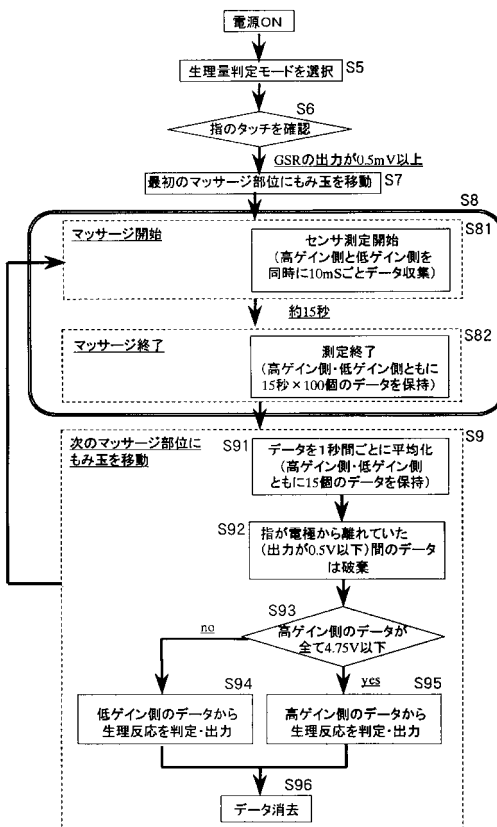 電源ON
生理量判定モードを選択
S5
S6
指のタッチを確認
GSRの出力が0.5mV以上
S7
最初のマッサージ部位にもみ玉を移動
S8
マッサージ開始
S81
センサ測定開始
(高ゲイン側と低ゲイン側を
同時に10mSごとデータ収集)
約15秒
マッサージ終了
S82
測定終了
(高ゲイン側・低ゲイン側ともに
15秒×100個のデータを保持)
次のマッサージ部位に
もみ玉を移動
S9
S91
データを1秒間ごとに平均化
(高ゲイン側・低ゲイン側
ともに15個のデータを保持)
S92
指が電極から離れていた
(出力が0.5V以下)間のデータ
は破棄
S93
高ゲイン側のデータが
全て4.75V以下
no
yes
S94
低ゲイン側のデータから
生理反応を判定・出力
S95
高ゲイン側のデータから
生理反応を判定・出力
S96
データ消去